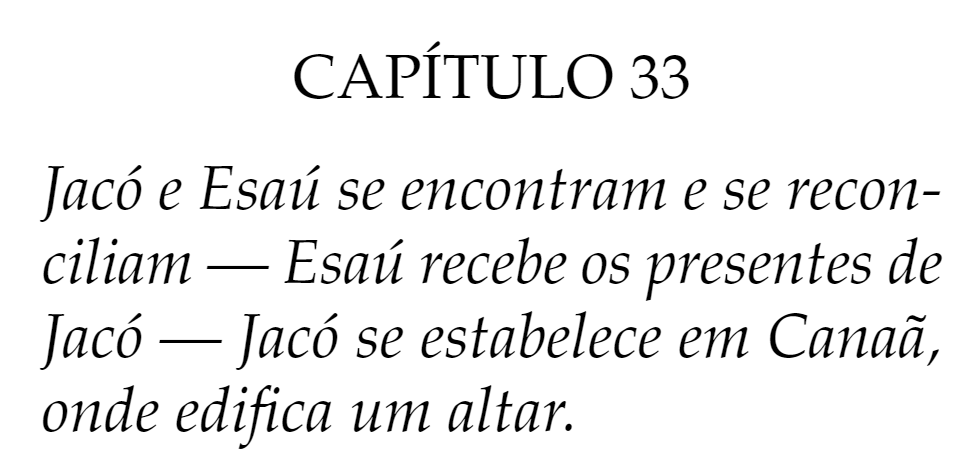 CAPÍTULO 33
Jacó e Esaú se encontram e se recon-
ciliam — Esaú recebe os presentes de
Jacó — Jacó se estabelece em Canaã,
onde edifica um altar.